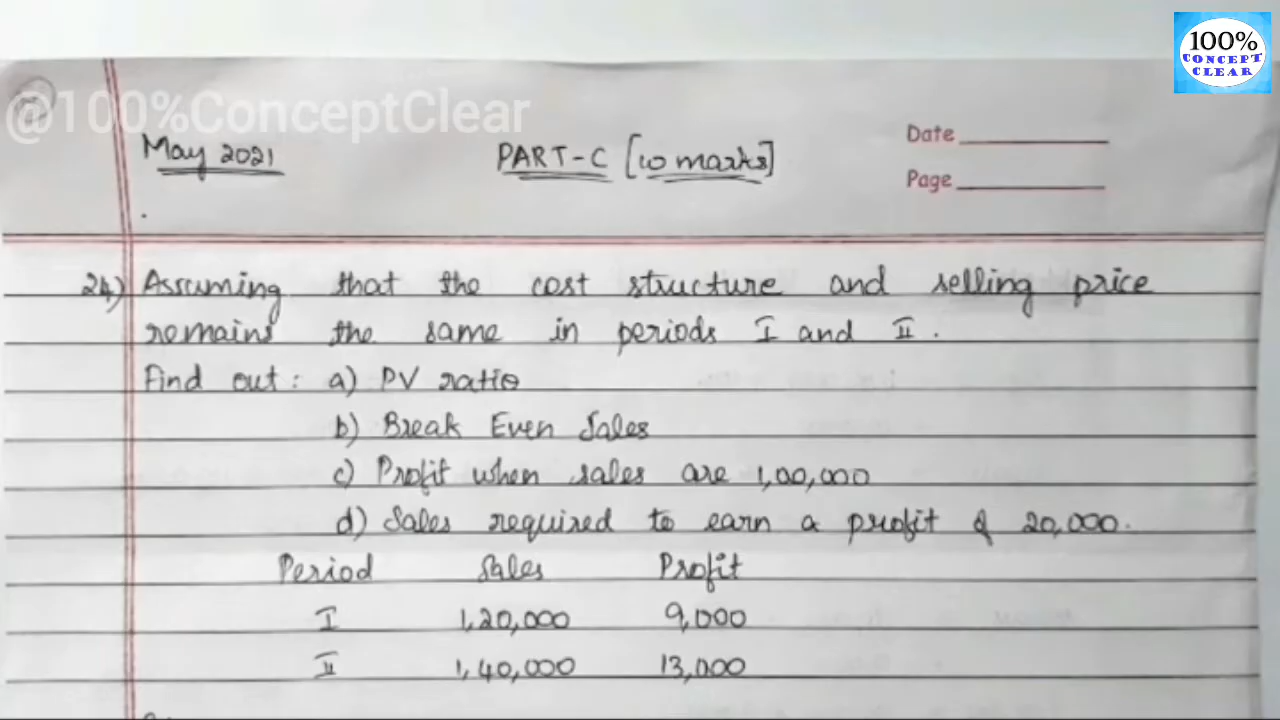 100%
CONCEPT
CLEAR
@100%ConceptClear
May 2021
PART-C [10 marks]
Date
Page
24) Assuming that the cost structure and selling price
remains the same in periods I and II.
Find out: a) PV ratio
b) Break Even Sales
c) Profit when sales are 1,00,000
d) Sales required to earn a profit of 20,000.
Period Sales Profit
I 1,20,000 9,000
II 1,40,000 13,000